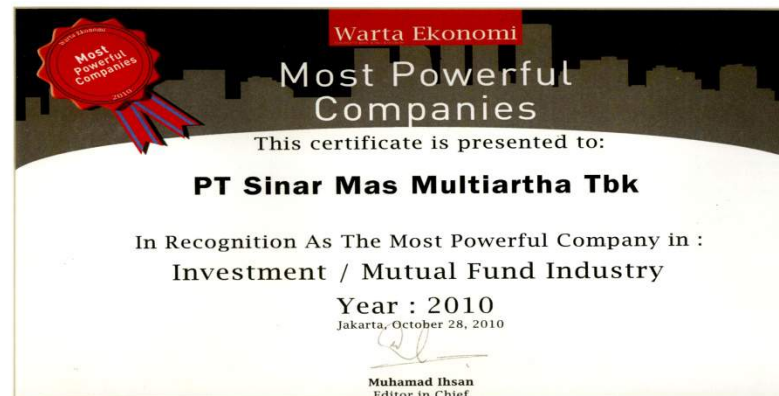 Warta Ekonomi
Most Powerful
Companies
Warta Ekonomi
Most
Powerful
Companies
2010
This certificate is presented to:
PT Sinar Mas Multiartha Tbk
In Recognition As The Most Powerful Company in :
Investment / Mutual Fund Industry
Year : 2010
Jakarta, October 28, 2010
Muhamad Ihsan
Editor in Chief